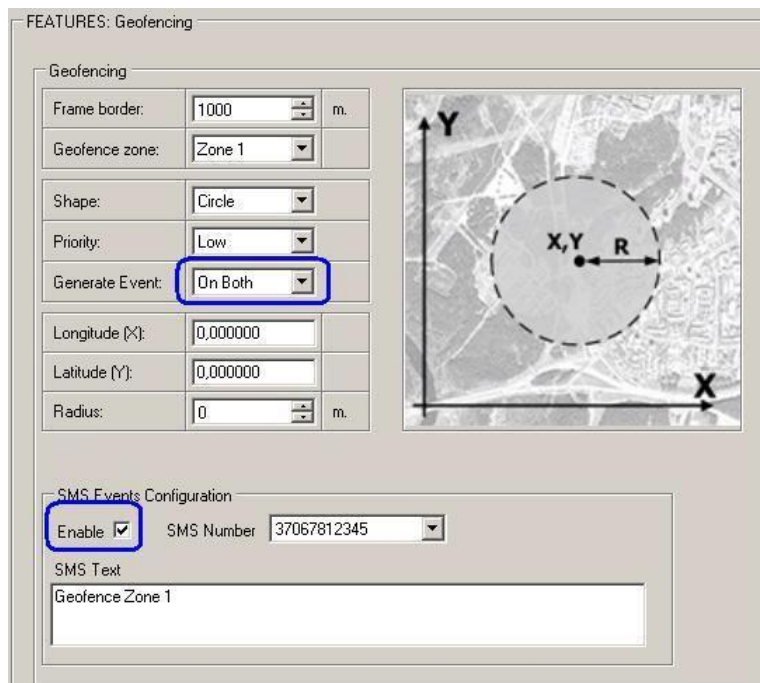 FEATURES: Geofencing
Geofencing
Frame border: 1000 m.
Geofence zone: Zone 1
Shape: Circle
Priority: Low
Generate Event: On Both
Longitude (X): 0,000000
Latitude (Y): 0,000000
Radius: 0 m.
Y
X,Y R
X
SMS Events Configuration
Enable SMS Number 37067812345
SMS Text
Geofence Zone 1